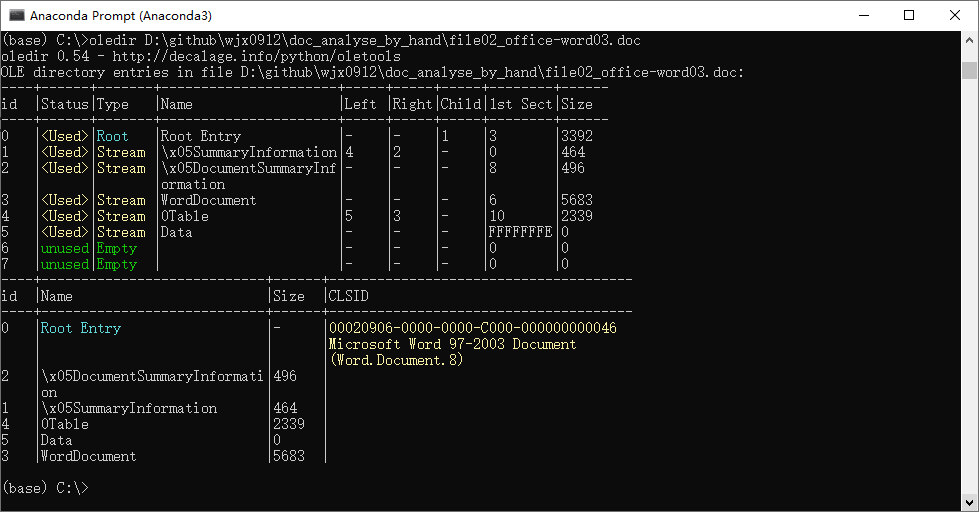 Anaconda Prompt (Anaconda3)
(base) C:\>oledir D:\github\wjx0912\doc_analyse_by_hand\file02_office-word03.doc
oledir 0.54 - http://decalage.info/python/oletools
OLE directory entries in file D:\github\wjx0912\doc_analyse_by_hand\file02_office-word03.doc:
----+------+-------+----------------------+-----+-----+-----+--------+------
id  |Status|Type   |Name                  |Left |Right|Child|1st Sect|Size
----+------+-------+----------------------+-----+-----+-----+--------+------
0   |<Used>|Root   |Root Entry            |-    |-    |1    |3       |3392
1   |<Used>|Stream |\x05SummaryInformation|4    |2    |-    |0       |464
2   |<Used>|Stream |\x05DocumentSummaryInf|-    |-    |-    |8       |496
    |      |       |ormation              |     |     |     |        |
3   |<Used>|Stream |WordDocument          |-    |-    |-    |6       |5683
4   |<Used>|Stream |0Table                |5    |3    |-    |10      |2339
5   |<Used>|Stream |Data                  |-    |-    |-    |FFFFFFFE|0
6   |unused|Empty  |                      |-    |-    |-    |0       |0
7   |unused|Empty  |                      |-    |-    |-    |0       |0
----+----------------------------+------+--------------------------------------
id  |Name                        |Size  |CLSID
----+----------------------------+------+--------------------------------------
0   |Root Entry                  |-     |00020906-0000-0000-C000-000000000046
    |                            |      |Microsoft Word 97-2003 Document
    |                            |      |(Word.Document.8)
2   |\x05DocumentSummaryInformati|496   |
    |on                          |      |
1   |\x05SummaryInformation      |464   |
4   |0Table                      |2339  |
5   |Data                        |0     |
3   |WordDocument                |5683  |
(base) C:\>